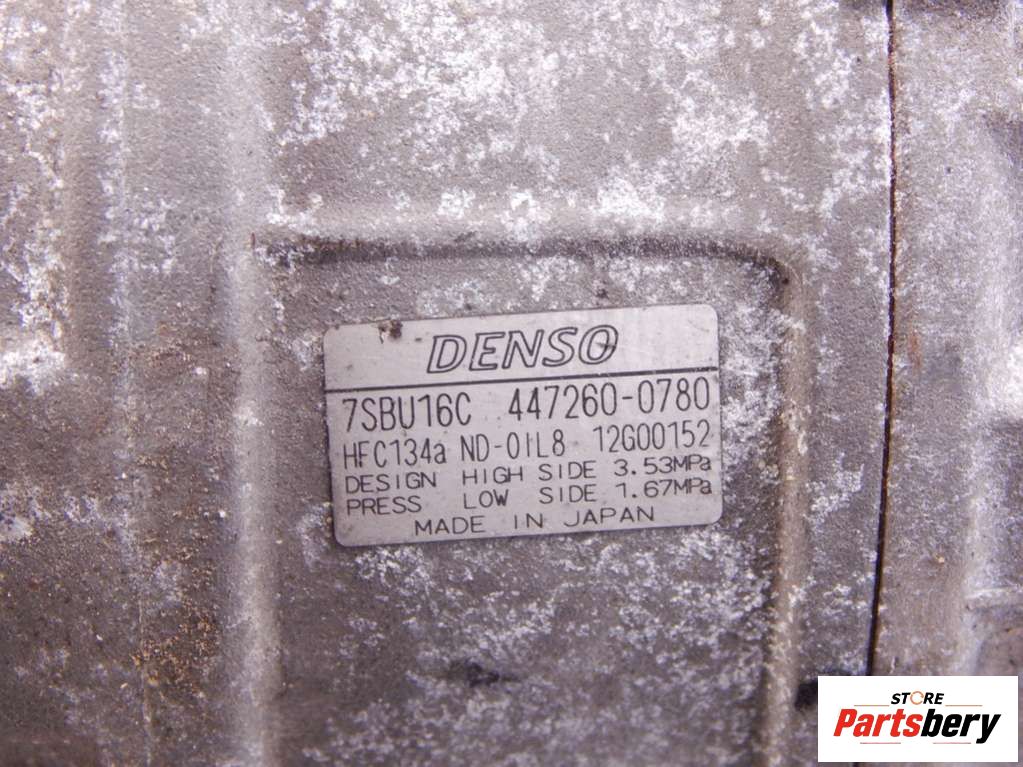 DENSO
7SBU16C 447260-0780
HFC134a ND-OIL8 12G00152
DESIGN HIGH SIDE 3.53MPa
PRESS LOW SIDE 1.67MPa
MADE IN JAPAN
STORE
Partsbery